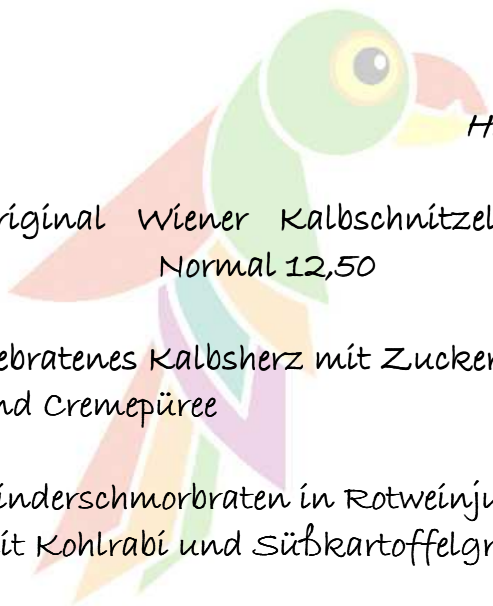 H
riginal Wiener Kalbschnitzel
Normal 12,50
ebratenes Kalbsherz mit Zucker
nd Cremepüree
inderschmorbraten in Rotweinju
it Kohlrabi und Süßkartoffelgr